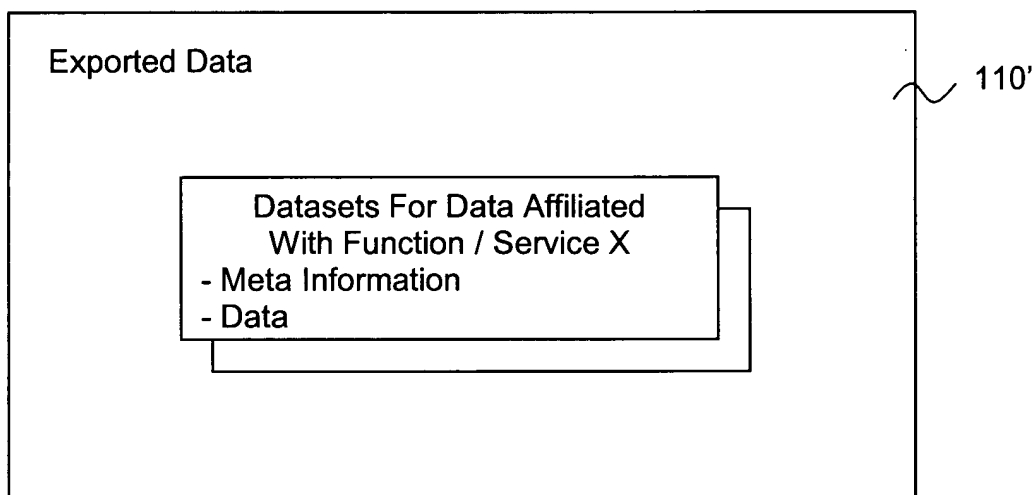 Exported Data
110'
Datasets For Data Affiliated
With Function / Service X
- Meta Information
- Data